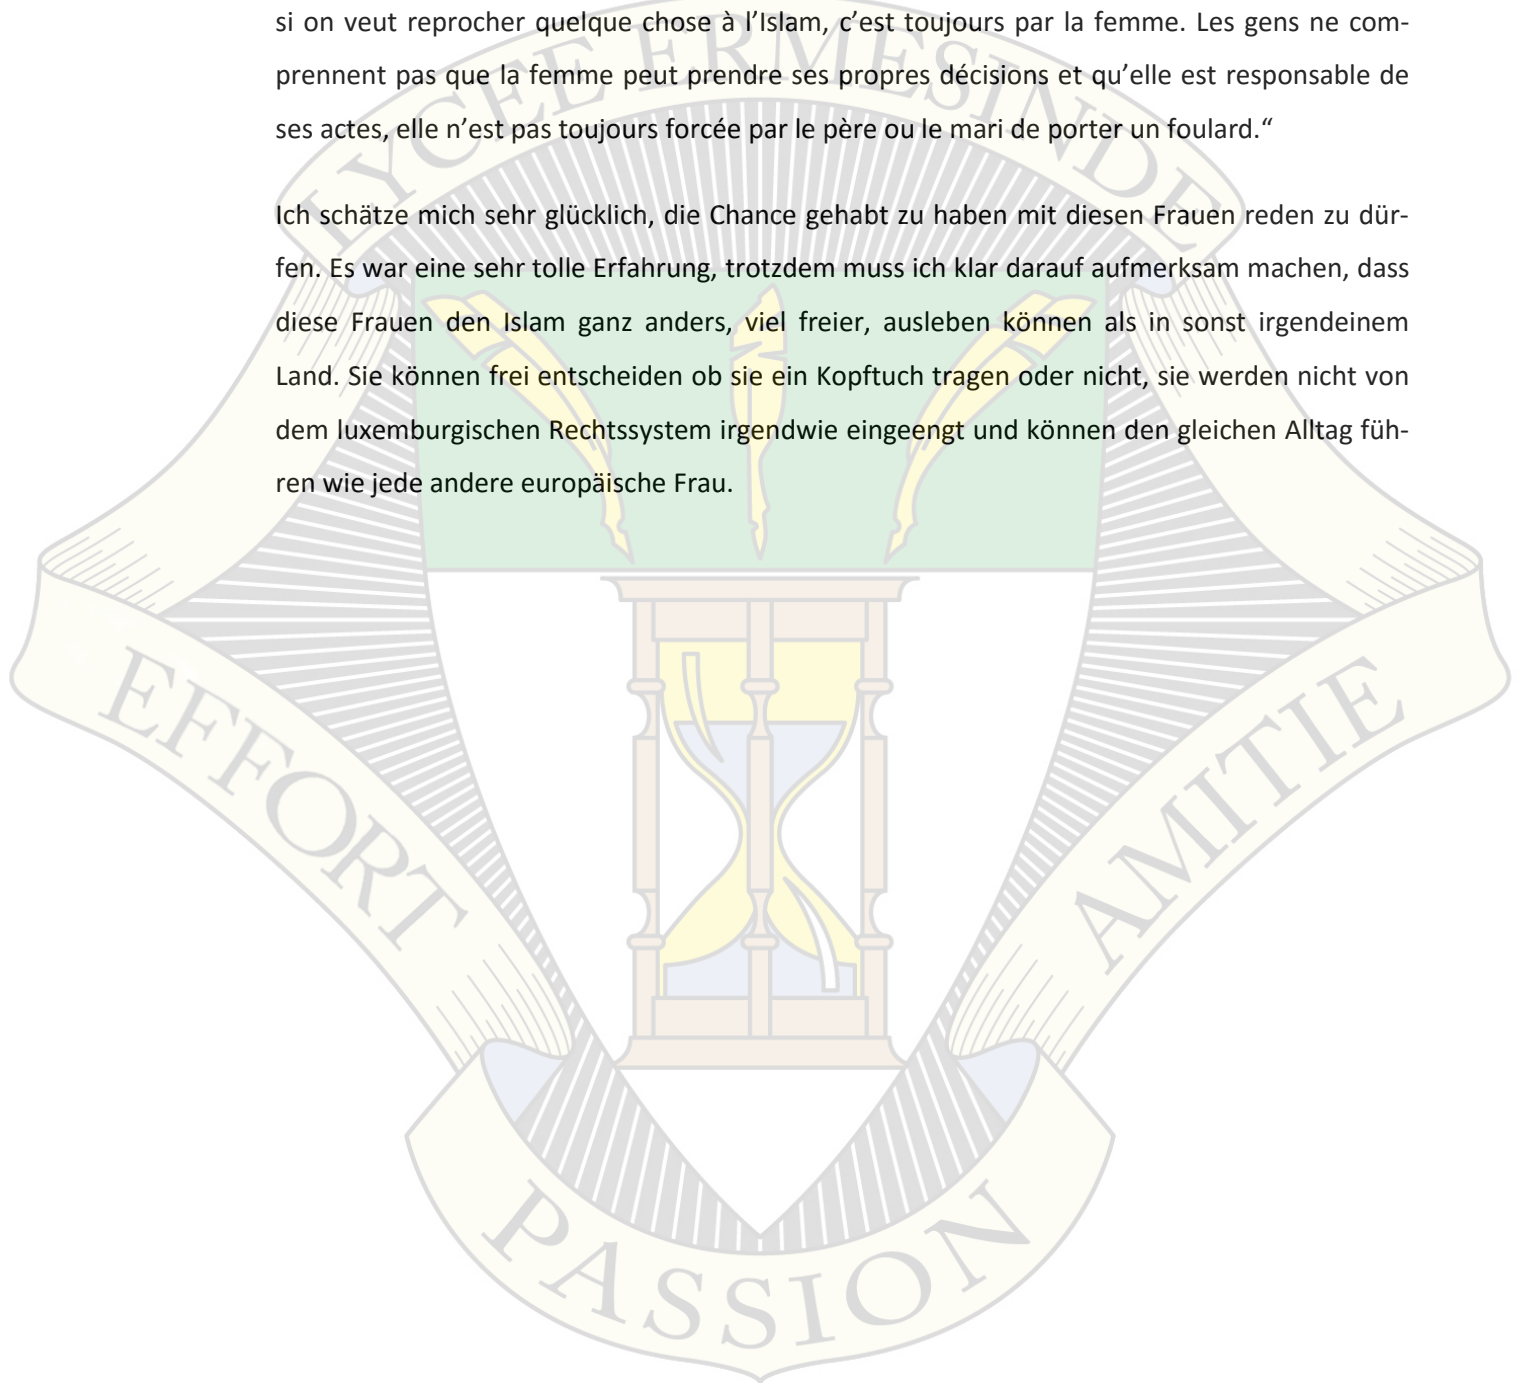 si on veut reprocher quelque chose à l’Islam, c’est toujours par la femme. Les gens ne com-
prennent pas que la femme peut prendre ses propres décisions et qu’elle est responsable de
ses actes, elle n’est pas toujours forcée par le père ou le mari de porter un foulard.“
Ich schätze mich sehr glücklich, die Chance gehabt zu haben mit diesen Frauen reden zu dür-
fen. Es war eine sehr tolle Erfahrung, trotzdem muss ich klar darauf aufmerksam machen, dass
diese Frauen den Islam ganz anders, viel freier, ausleben können als in sonst irgendeinem
Land. Sie können frei entscheiden ob sie ein Kopftuch tragen oder nicht, sie werden nicht von
dem luxemburgischen Rechtssystem irgendwie eingeengt und können den gleichen Alltag füh-
ren wie jede andere europäische Frau.
LYCEE ERMESINDE
EFFORT
AMITIE
PASSION